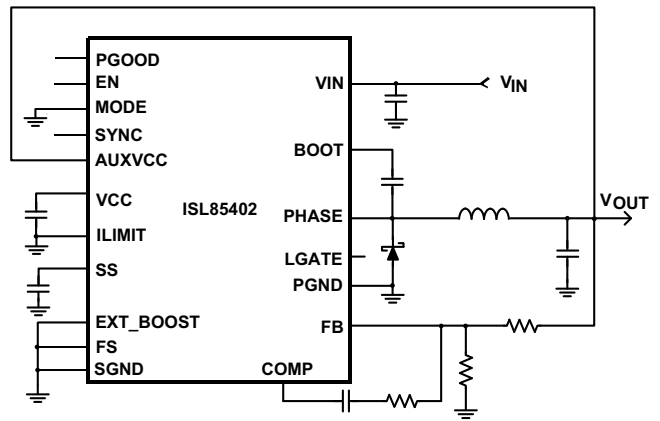 PGOOD
EN
MODE
SYNC
AUXVCC
VCC
ILIMIT
SS
EXT_BOOST
FS
SGND
ISL85402
VIN
BOOT
PHASE
LGATE
PGND
FB
COMP
VIN
VOUT